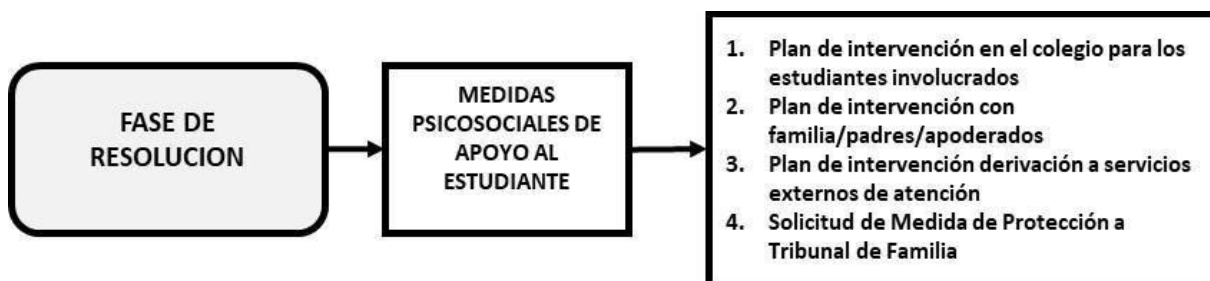 FASE DE
RESOLUCION
MEDIDAS
PSICOSOCIALES DE
APOYO AL
ESTUDIANTE
1. Plan de intervención en el colegio para los
estudiantes involucrados
2. Plan de intervención con
familia/padres/apoderados
3. Plan de intervención derivación a servicios
externos de atención
4. Solicitud de Medida de Protección a
Tribunal de Familia